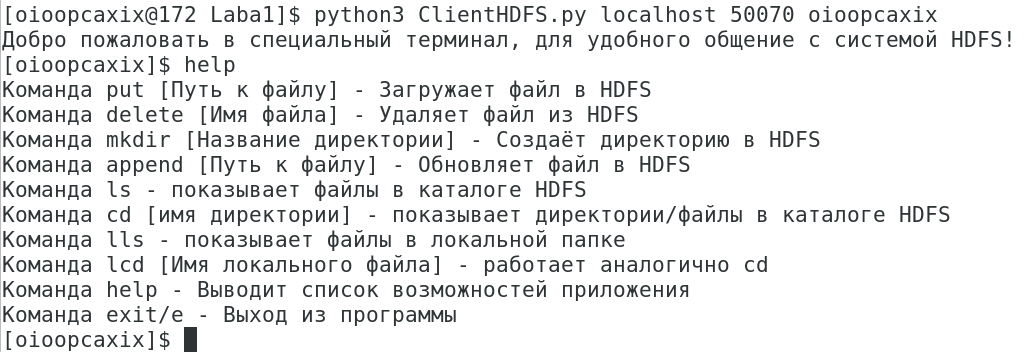 [oioopcaxix@172 Laba1]$ python3 ClientHDFS.py localhost 50070 oioopcaxix
Добро пожаловать в специальный терминал, для удобного общение с системой HDFS!
[oioopcaxix]$ help
Команда put [Путь к файлу] - Загружает файл в HDFS
Команда delete [Имя файла] - Удаляет файл из HDFS
Команда mkdir [Название директории] - Создаёт директорию в HDFS
Команда append [Путь к файлу] - Обновляет файл в HDFS
Команда ls - показывает файлы в каталоге HDFS
Команда cd [имя директории] - показывает директории/файлы в каталоге HDFS
Команда lls - показывает файлы в локальной папке
Команда lcd [Имя локального файла] - работает аналогично cd
Команда help - Выводит список возможностей приложения
Команда exit/e - Выход из программы
[oioopcaxix]$